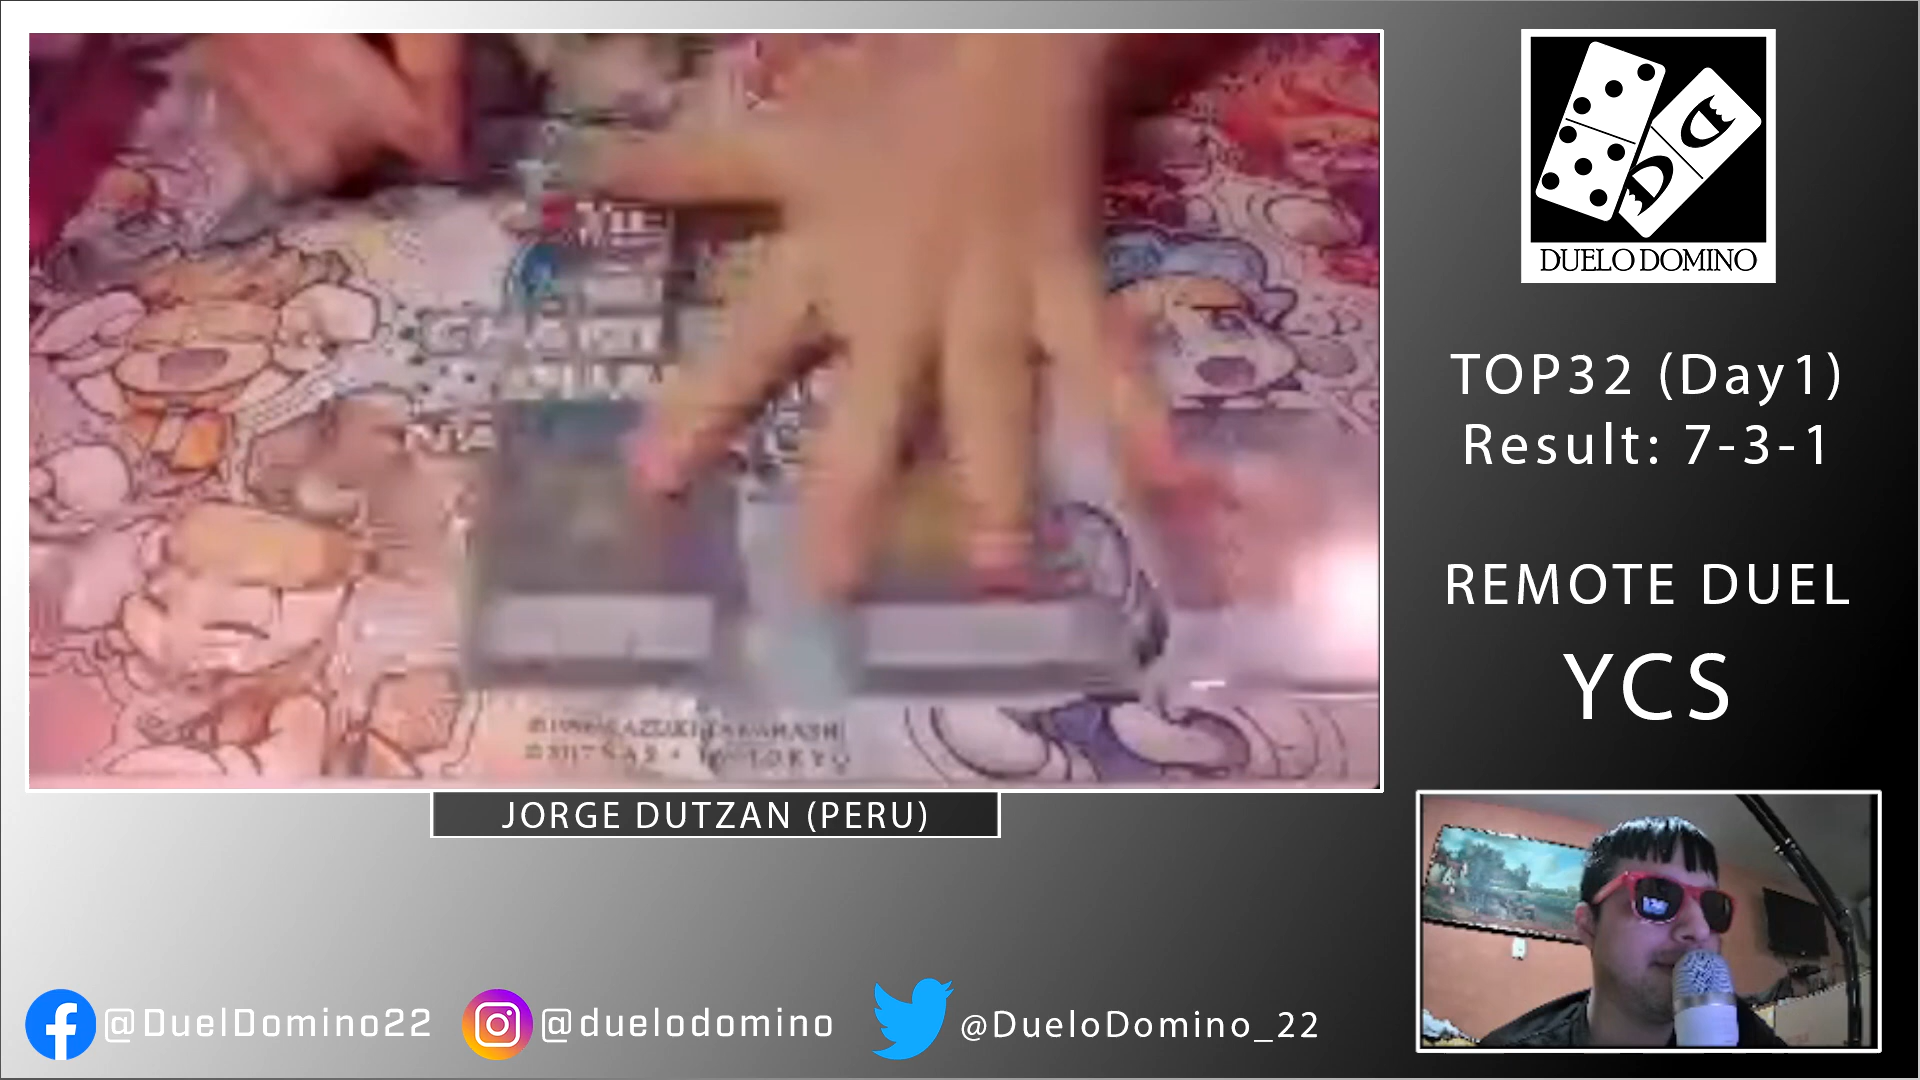 DUELO DOMINO
TOP32 (Day1)
Result: 7-3-1
REMOTE DUEL
YCS
JORGE DUTZAN (PERU)
@DuelDomino22
@duelodomino
@DueloDomino_22